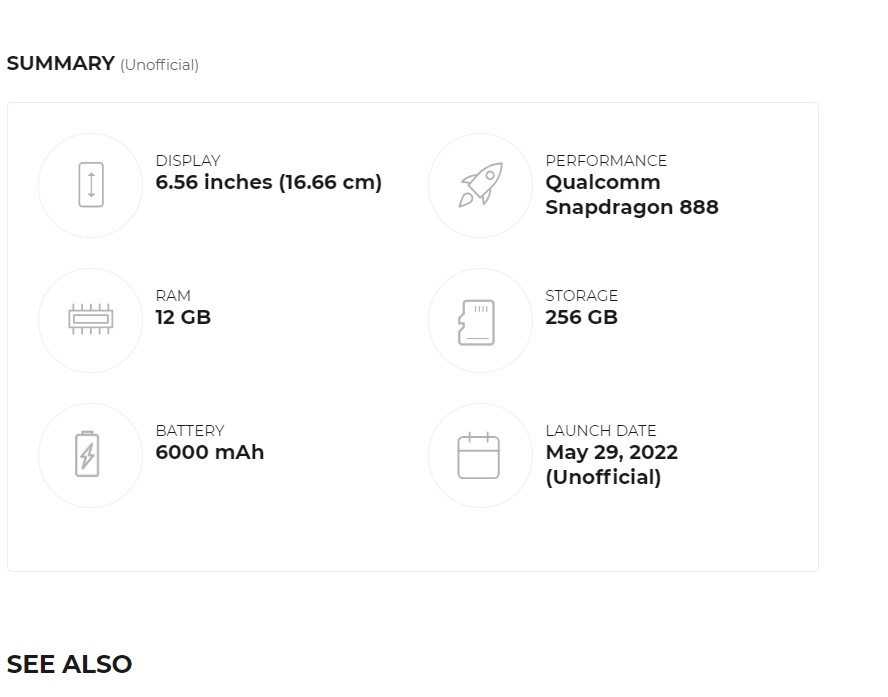 SUMMARY (Unofficial)
DISPLAY
6.56 inches (16.66 cm)
PERFORMANCE
Qualcomm
Snapdragon 888
RAM
12 GB
STORAGE
256 GB
BATTERY
6000 mAh
LAUNCH DATE
May 29, 2022
(Unofficial)
SEE ALSO